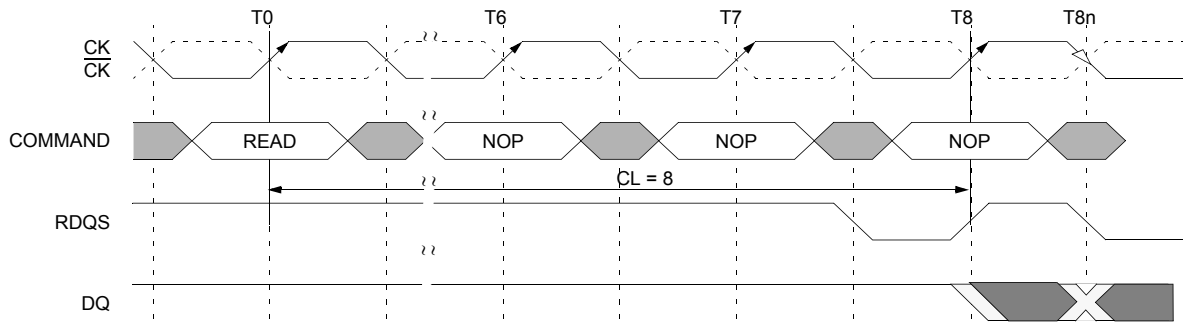 T0 T6 T7 T8 T8n
CK
CK
COMMAND READ NOP NOP NOP
CL = 8
RDQS
DQ